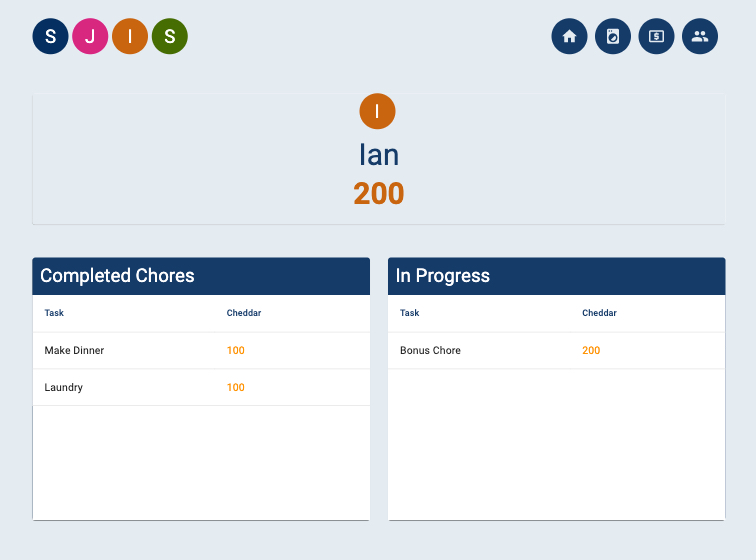 S J I S
I
Ian
200
Completed Chores
Task Cheddar
Make Dinner 100
Laundry 100
In Progress
Task Cheddar
Bonus Chore 200